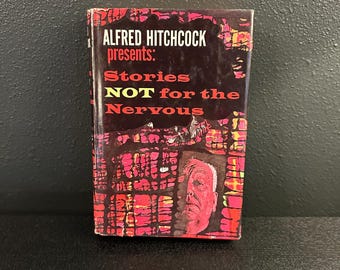 ALFRED HITCHCOCK
presents:
Stories
NOT for the
Nervous